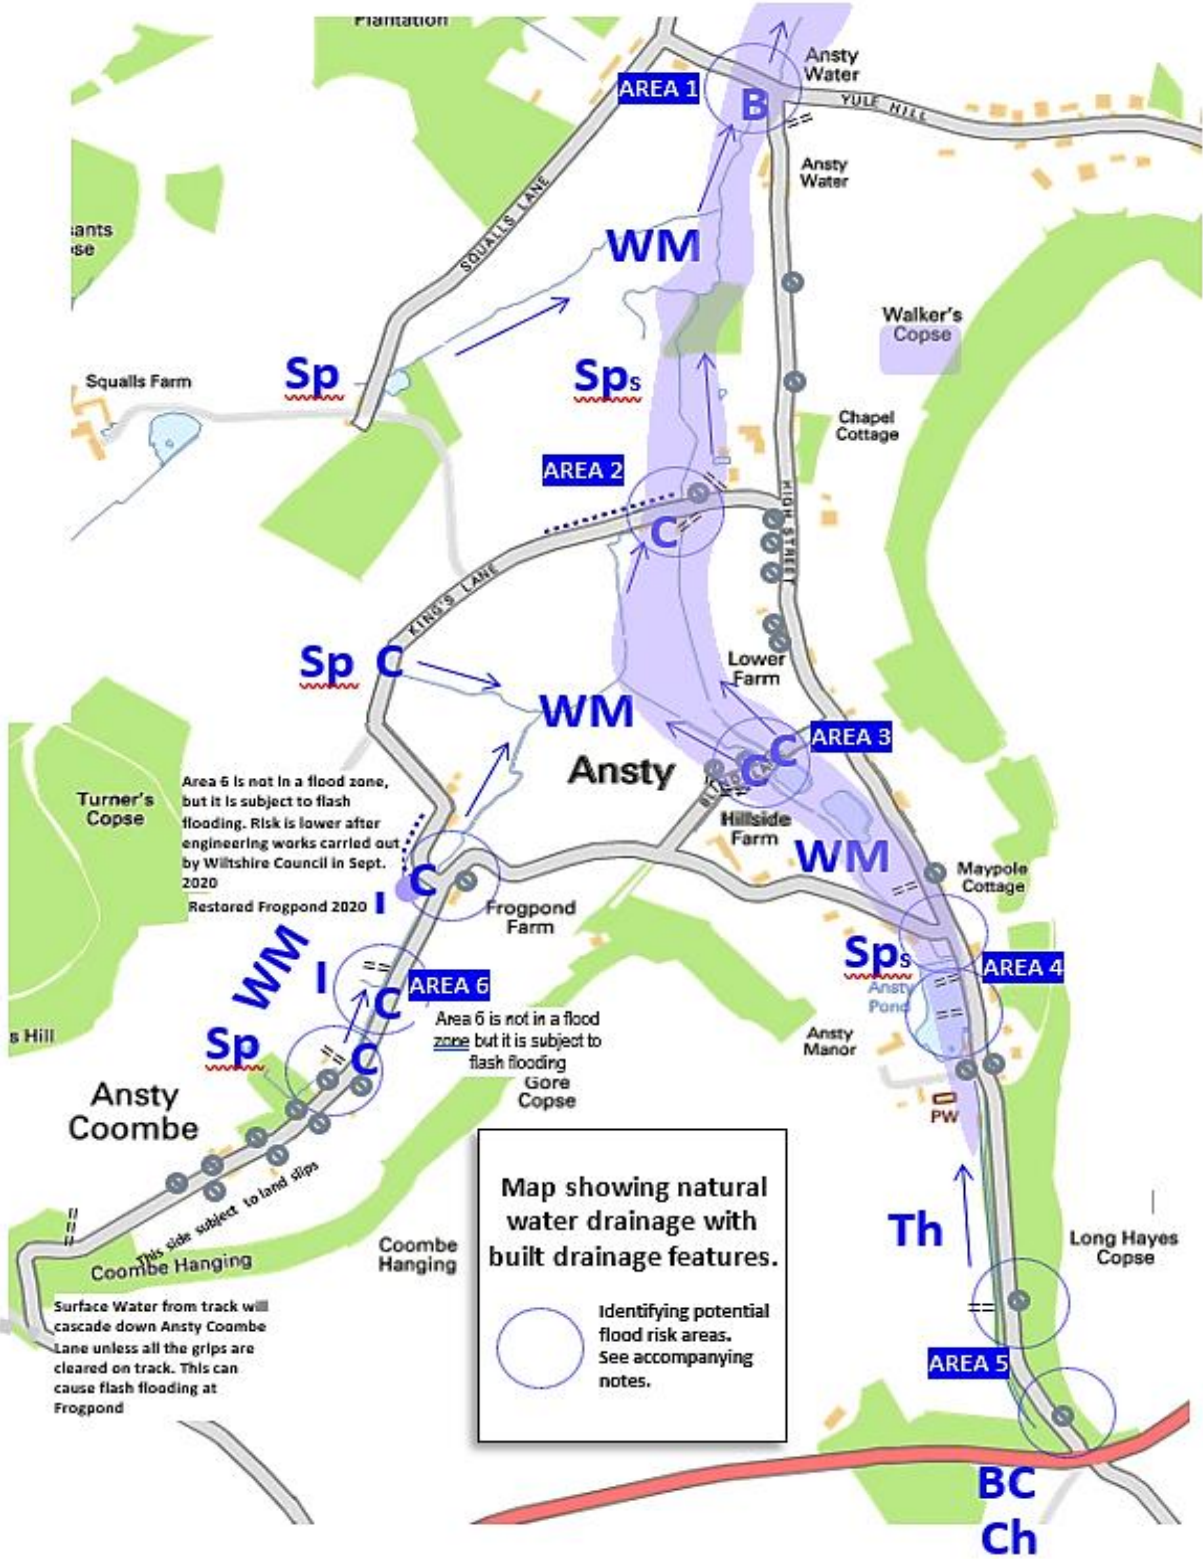 Plantation
Ansty
Water
AREA 1
B
YULE HILL
Ansty
Water
SQUALLS LANE
WM
Walker's
Copse
Sp
Squalls Farm
Sps
Chapel
Cottage
AREA 2
C
HIGH STREET
KING'S LANE
Sp C
Lower
Farm
WM
AREA 3
C
C
Ansty
Area 6 is not in a flood zone,
but it is subject to flash
flooding. Risk is lower after
engineering works carried out
by Wiltshire Council in Sept.
2020
Restored Frogpond 2020 I
Turner's
Copse
Hillside
Farm
WM
Maypole
Cottage
C
Frogpond
Farm
WM
Sps
AREA 4
Ansty
Pond
I
AREA 6
C
Area 6 is not in a flood
zone but it is subject to
flash flooding
s Hill
Sp
C
Ansty
Manor
Gore
Copse
Ansty
Coombe
PW
This side subject to land slips
Coombe Hanging
Coombe
Hanging
Map showing natural
water drainage with
built drainage features.
Identifying potential
flood risk areas.
See accompanying
notes.
Th
Long Hayes
Copse
Surface Water from track will
cascade down Ansty Coombe
Lane unless all the grips are
cleared on track. This can
cause flash flooding at
Frogpond
AREA 5
BC
Ch